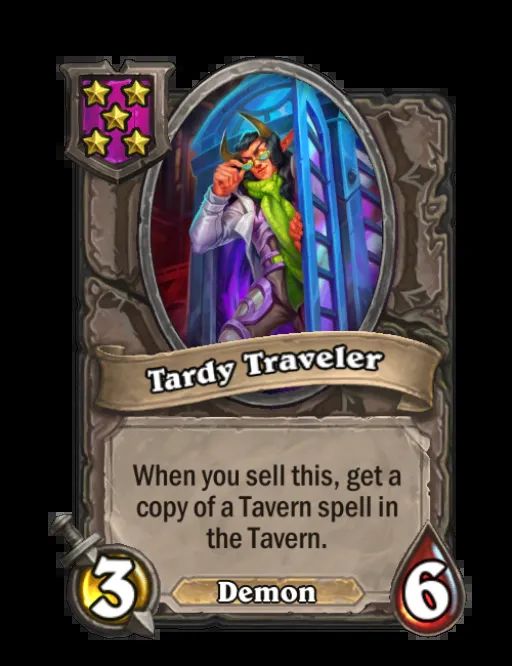 Tardy Traveler
When you sell this, get a
copy of a Tavern spell in
the Tavern.
3
Demon
6